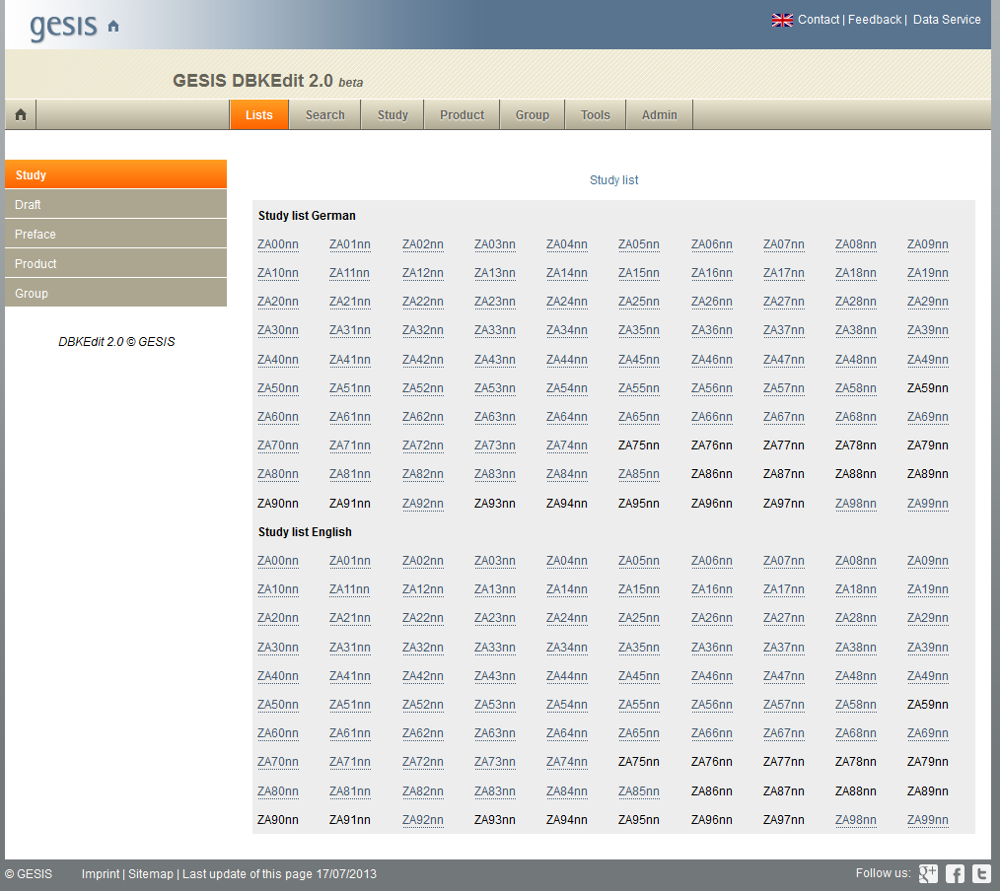 gesis
Contact | Feedback | Data Service
GESIS DBKEdit 2.0 beta
Lists Search Study Product Group Tools Admin
Study
Draft
Preface
Product
Group
DBKEdit 2.0 © GESIS
Study list
Study list German
ZA00nn ZA01nn ZA02nn ZA03nn ZA04nn ZA05nn ZA06nn ZA07nn ZA08nn ZA09nn
ZA10nn ZA11nn ZA12nn ZA13nn ZA14nn ZA15nn ZA16nn ZA17nn ZA18nn ZA19nn
ZA20nn ZA21nn ZA22nn ZA23nn ZA24nn ZA25nn ZA26nn ZA27nn ZA28nn ZA29nn
ZA30nn ZA31nn ZA32nn ZA33nn ZA34nn ZA35nn ZA36nn ZA37nn ZA38nn ZA39nn
ZA40nn ZA41nn ZA42nn ZA43nn ZA44nn ZA45nn ZA46nn ZA47nn ZA48nn ZA49nn
ZA50nn ZA51nn ZA52nn ZA53nn ZA54nn ZA55nn ZA56nn ZA57nn ZA58nn ZA59nn
ZA60nn ZA61nn ZA62nn ZA63nn ZA64nn ZA65nn ZA66nn ZA67nn ZA68nn ZA69nn
ZA70nn ZA71nn ZA72nn ZA73nn ZA74nn ZA75nn ZA76nn ZA77nn ZA78nn ZA79nn
ZA80nn ZA81nn ZA82nn ZA83nn ZA84nn ZA85nn ZA86nn ZA87nn ZA88nn ZA89nn
ZA90nn ZA91nn ZA92nn ZA93nn ZA94nn ZA95nn ZA96nn ZA97nn ZA98nn ZA99nn
Study list English
ZA00nn ZA01nn ZA02nn ZA03nn ZA04nn ZA05nn ZA06nn ZA07nn ZA08nn ZA09nn
ZA10nn ZA11nn ZA12nn ZA13nn ZA14nn ZA15nn ZA16nn ZA17nn ZA18nn ZA19nn
ZA20nn ZA21nn ZA22nn ZA23nn ZA24nn ZA25nn ZA26nn ZA27nn ZA28nn ZA29nn
ZA30nn ZA31nn ZA32nn ZA33nn ZA34nn ZA35nn ZA36nn ZA37nn ZA38nn ZA39nn
ZA40nn ZA41nn ZA42nn ZA43nn ZA44nn ZA45nn ZA46nn ZA47nn ZA48nn ZA49nn
ZA50nn ZA51nn ZA52nn ZA53nn ZA54nn ZA55nn ZA56nn ZA57nn ZA58nn ZA59nn
ZA60nn ZA61nn ZA62nn ZA63nn ZA64nn ZA65nn ZA66nn ZA67nn ZA68nn ZA69nn
ZA70nn ZA71nn ZA72nn ZA73nn ZA74nn ZA75nn ZA76nn ZA77nn ZA78nn ZA79nn
ZA80nn ZA81nn ZA82nn ZA83nn ZA84nn ZA85nn ZA86nn ZA87nn ZA88nn ZA89nn
ZA90nn ZA91nn ZA92nn ZA93nn ZA94nn ZA95nn ZA96nn ZA97nn ZA98nn ZA99nn
© GESIS Imprint | Sitemap | Last update of this page 17/07/2013 Follow us: